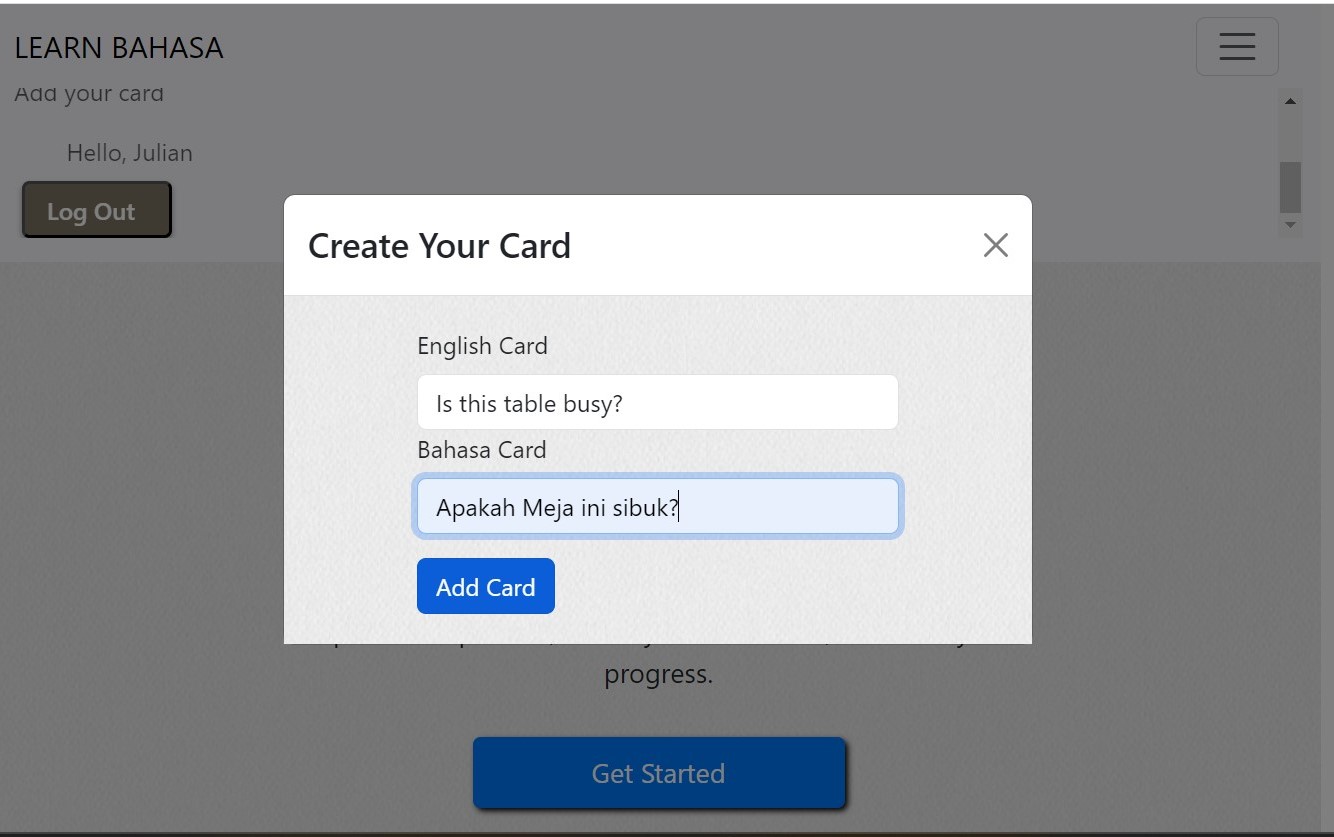 LEARN BAHASA
Add your card
Hello, Julian
Log Out
Create Your Card
English Card
Is this table busy?
Bahasa Card
Apakah Meja ini sibuk?
Add Card
progress.
Get Started